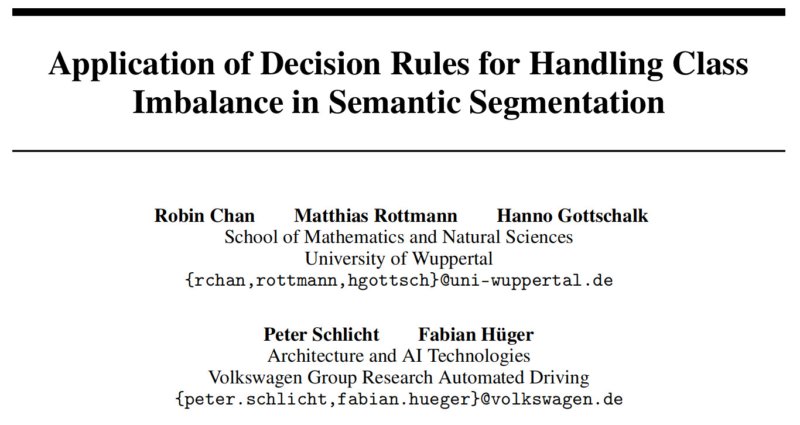 Application of Decision Rules for Handling Class
Imbalance in Semantic Segmentation
Robin Chan Matthias Rottmann Hanno Gottschalk
School of Mathematics and Natural Sciences
University of Wuppertal
{rchan,rottmann,hgottsch}@uni-wuppertal.de
Peter Schlicht Fabian Hüger
Architecture and AI Technologies
Volkswagen Group Research Automated Driving
{peter.schlicht,fabian.hueger}@volkswagen.de